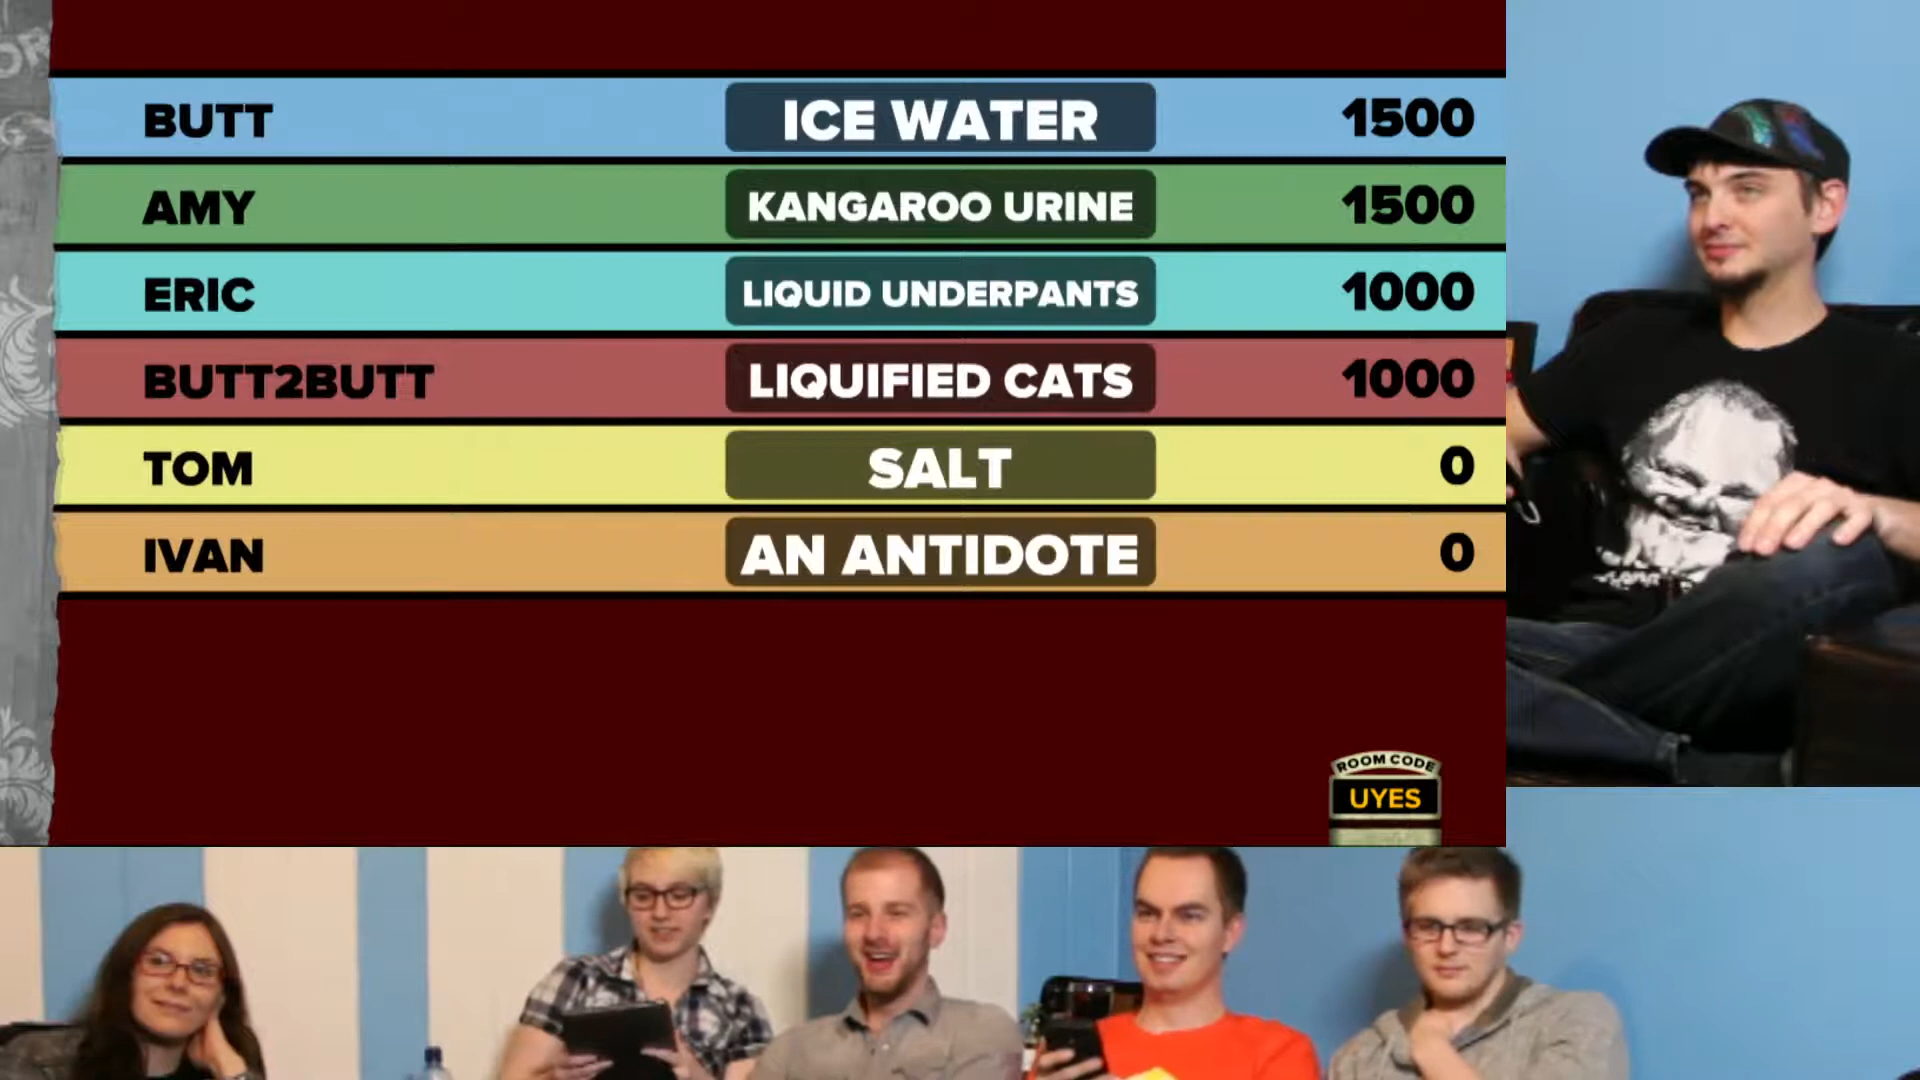 BUTT ICE WATER 1500
AMY KANGAROO URINE 1500
ERIC LIQUID UNDERPANTS 1000
BUTT2BUTT LIQUIFIED CATS 1000
TOM SALT 0
IVAN AN ANTIDOTE 0
ROOM CODE
UYES